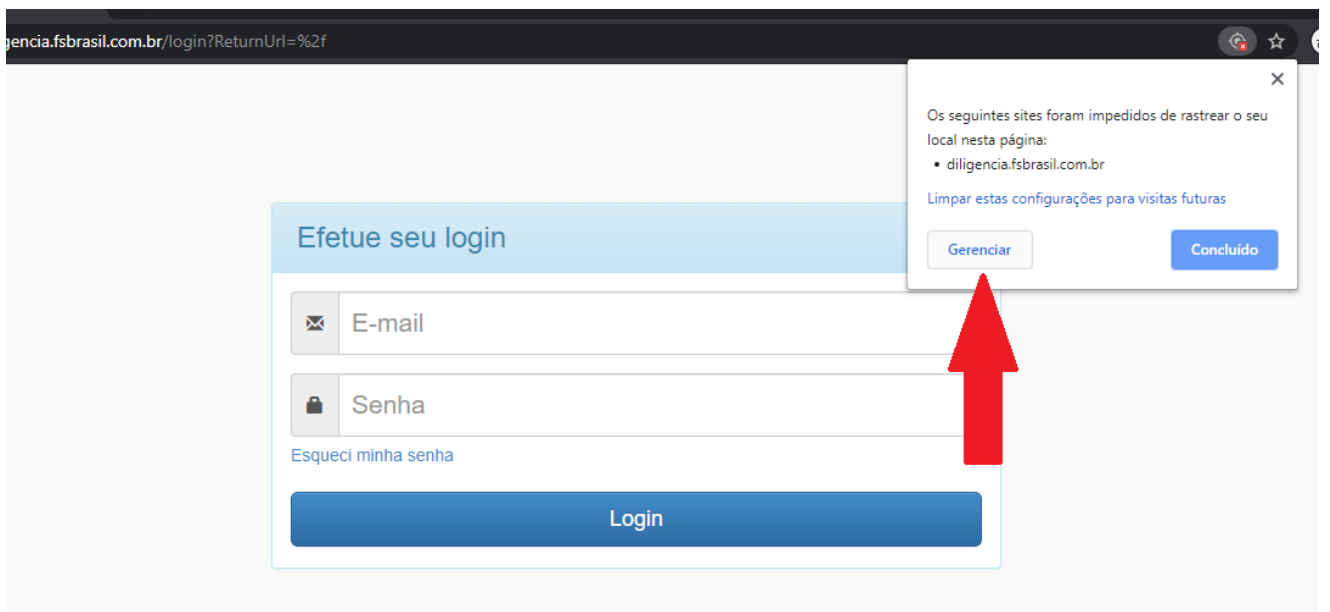 gencia.fsbrasil.com.br/login?ReturnUrl=%2f
Os seguintes sites foram impedidos de rastrear o seu
local nesta página:
• diligencia.fsbrasil.com.br
Limpar estas configurações para visitas futuras
Gerenciar
Concluído
Efetue seu login
E-mail
Senha
Esqueci minha senha
Login